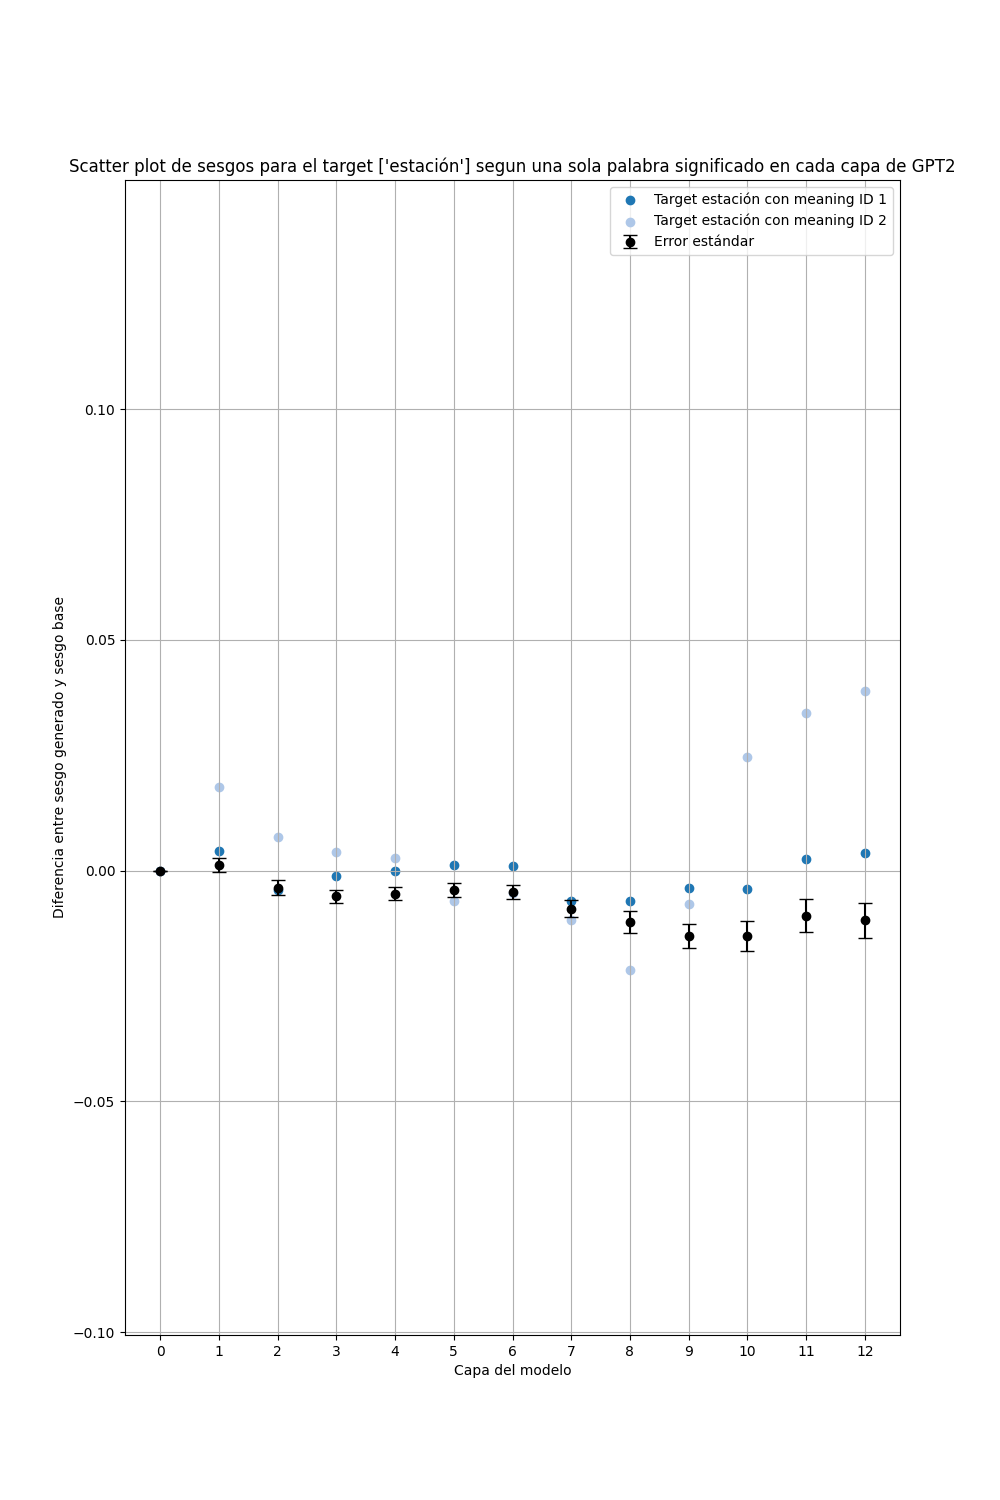 Scatter plot de sesgos para el target ['estación'] segun una sola palabra significado en cada capa de GPT2
Target estación con meaning ID 1
Target estación con meaning ID 2
Error estándar
0.10
0.05
0.00
−0.05
−0.10
Diferencia entre sesgo generado y sesgo base
0 1 2 3 4 5 6 7 8 9 10 11 12
Capa del modelo